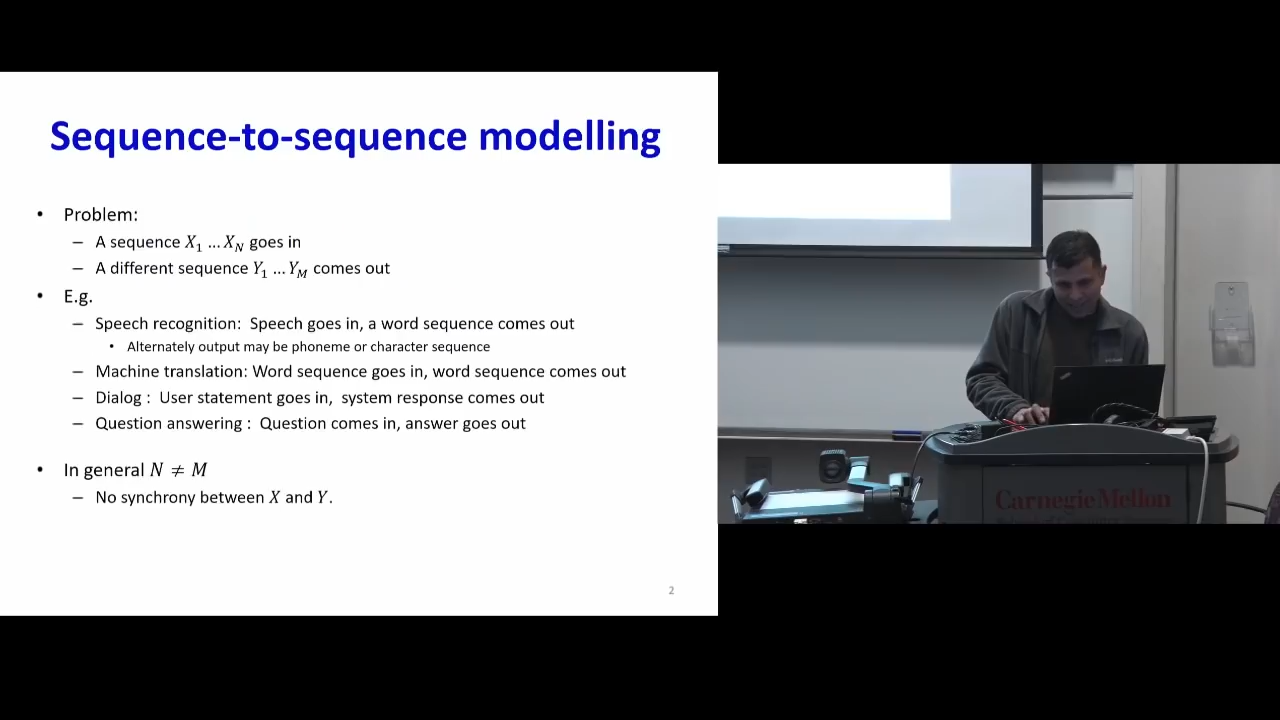 Sequence-to-sequence modelling
• Problem:
– A sequence X₁ … X_N goes in
– A different sequence Y₁ … Y_M comes out
• E.g.
– Speech recognition: Speech goes in, a word sequence comes out
• Alternately output may be phoneme or character sequence
– Machine translation: Word sequence goes in, word sequence comes out
– Dialog : User statement goes in, system response comes out
– Question answering : Question comes in, answer goes out
• In general N ≠ M
– No synchrony between X and Y.
2
Carnegie Mellon